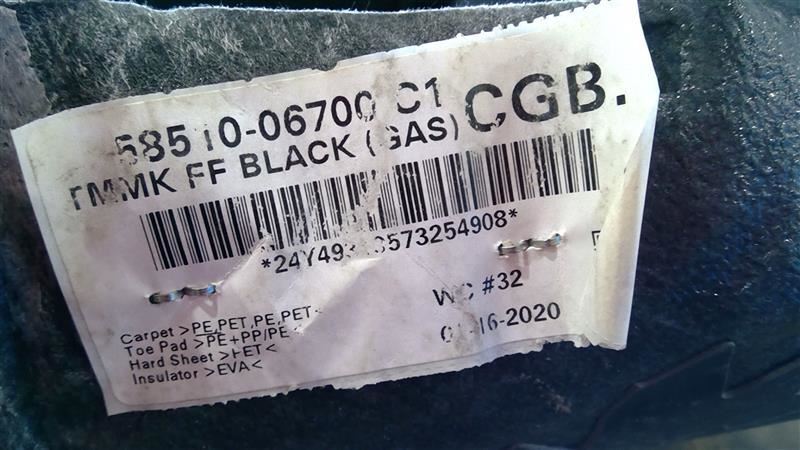 58510-06700 C1 CGB.
TMMK FF BLACK (GAS)
WC #32
Carpet >PE,PET,PE,PET<
Toe Pad >PE+PP/PE<
Hard Sheet >PET<
Insulator >EVA<